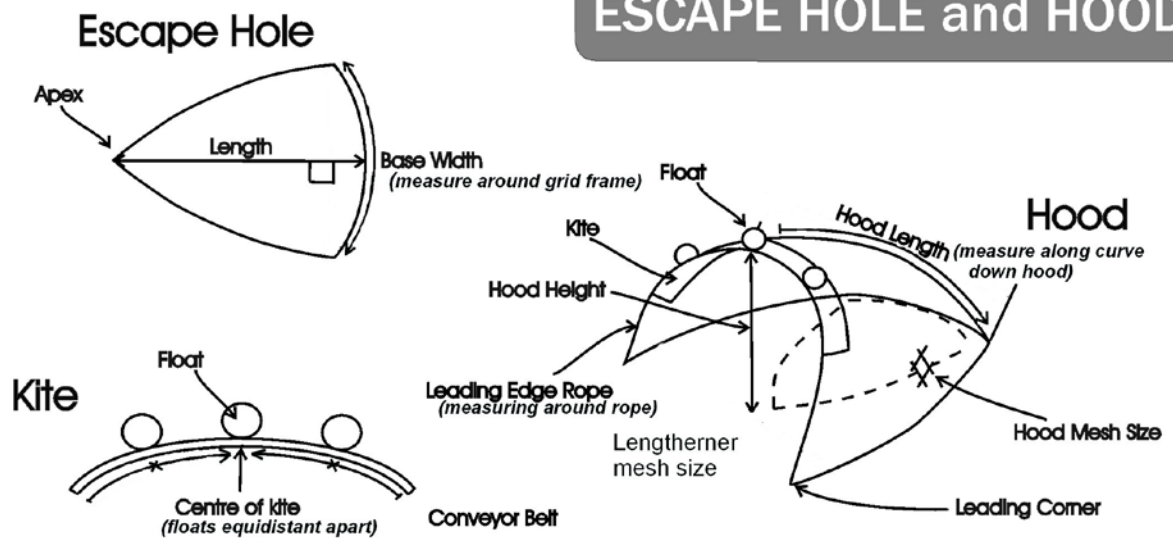 ESCAPE HOLE and HOOD
Escape Hole
Apex
Length
Base Width
(measure around grid frame)
Float
Kite
Hood Height
Hood Length
Hood
(measure along curve
down hood)
Leading Edge Rope
(measuring around rope)
Lengtherner
mesh size
Hood Mesh Size
Leading Corner
Kite
Float
Centre of kite
(floats equidistant apart)
Conveyor Belt